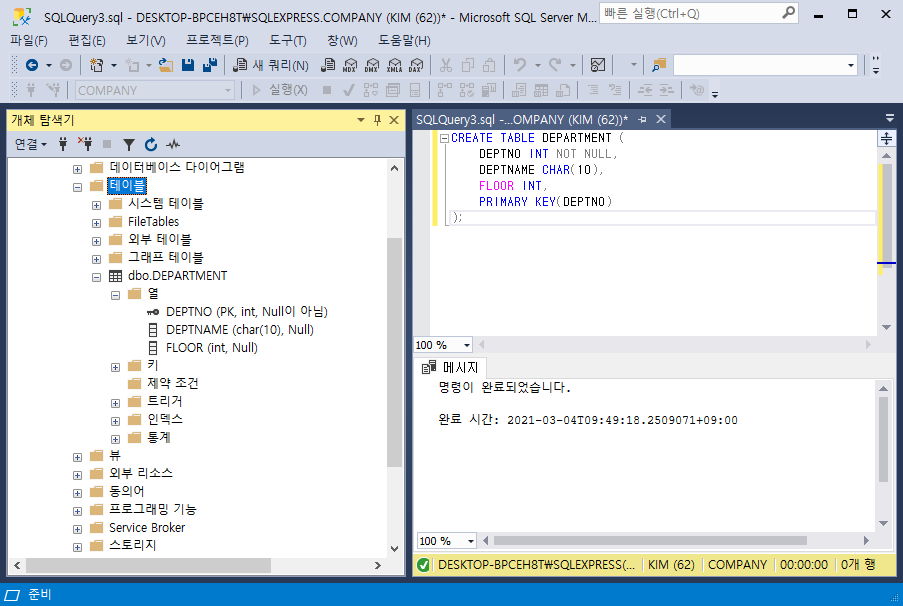 SQLQuery3.sql - DESKTOP-BPCEH8T\SQLEXPRESS.COMPANY (KIM (62))* - Microsoft SQL Server M...
빠른 실행(Ctrl+Q)
파일(F) 편집(E) 보기(V) 프로젝트(P) 도구(T) 창(W) 도움말(H)
새 쿼리(N) MDX DMX XMLA DAX
COMPANY 실행(X)
개체 탐색기
연결
데이터베이스 다이어그램
테이블
시스템 테이블
FileTables
외부 테이블
그래프 테이블
dbo.DEPARTMENT
열
DEPTNO (PK, int, Null이 아님)
DEPTNAME (char(10), Null)
FLOOR (int, Null)
키
제약 조건
트리거
인덱스
통계
뷰
외부 리소스
동의어
프로그래밍 기능
Service Broker
스토리지
SQLQuery3.sql -...OMPANY (KIM (62))*
CREATE TABLE DEPARTMENT (
DEPTNO INT NOT NULL,
DEPTNAME CHAR(10),
FLOOR INT,
PRIMARY KEY(DEPTNO)
);
100 %
메시지
명령이 완료되었습니다.
완료 시간: 2021-03-04T09:49:18.2509071+09:00
100 %
DESKTOP-BPCEH8T₩SQLEXPRESS(... KIM (62) COMPANY 00:00:00 0개 행
준비